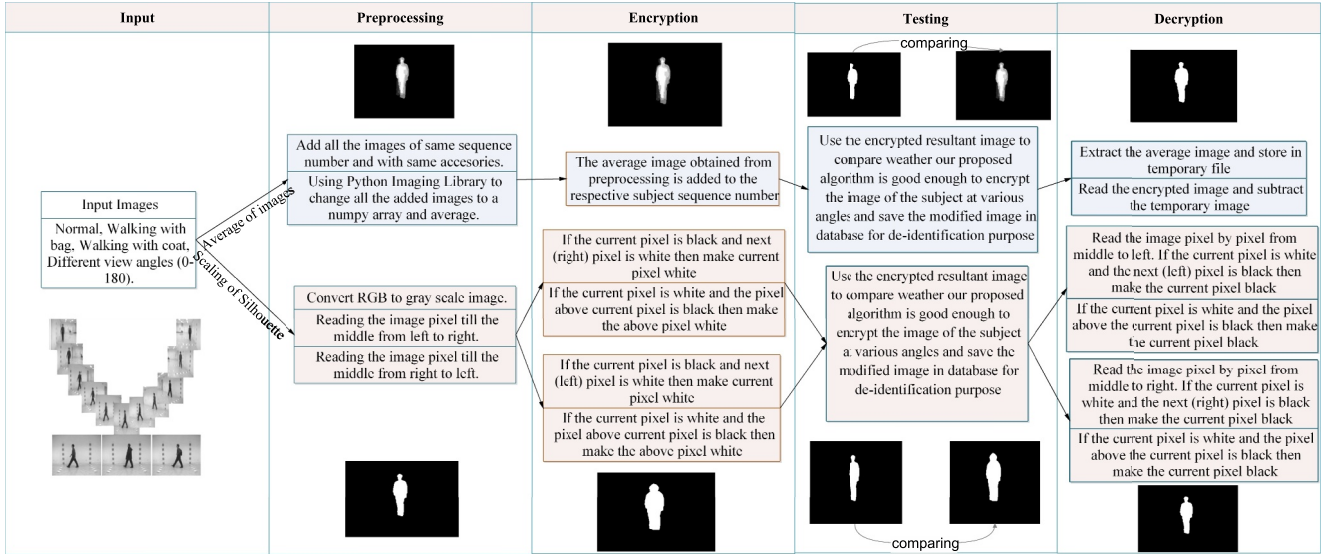 Input
Preprocessing
Encryption
Testing
Decryption
Input Images
Normal, Walking with
bag, Walking with coat,
Different view angles (0-
180).
Average of images
Scaling of Silhouette
Add all the images of same sequence
number and with same accesories.
Using Python Imaging Library to
change all the added images to a
numpy array and average.
Convert RGB to gray scale image.
Reading the image pixel till the
middle from left to right.
Reading the image pixel till the
middle from right to left.
The average image obtained from
preprocessing is added to the
respective subject sequence number
If the current pixel is black and next
(right) pixel is white then make current
pixel white
If the current pixel is white and the pixel
above current pixel is black then make
the above pixel white
If the current pixel is black and next
(left) pixel is white then make current
pixel white
If the current pixel is white and the
pixel above current pixel is black then
make the above pixel white
comparing
Use the encrypted resultant image to
compare weather our proposed
algorithm is good enough to encrypt
the image of the subject at various
angles and save the modified image in
database for de-identification purpose
Use the encrypted resultant image
to compare weather our proposed
algorithm is good enough to
encrypt the image of the subject
at various angles and save the
modified image in database for
de-identification purpose
comparing
Extract the average image and store in
temporary file
Read the encrypted image and subtract
the temporary image
Read the image pixel by pixel from
middle to left. If the current pixel is white
and the next (left) pixel is black then
make the current pixel black
If the current pixel is white and the pixel
above the current pixel is black then make
the current pixel black
Read the image pixel by pixel from
middle to right. If the current pixel is
white and the next (right) pixel is black
then make the current pixel black
If the current pixel is white and the pixel
above the current pixel is black then
make the current pixel black